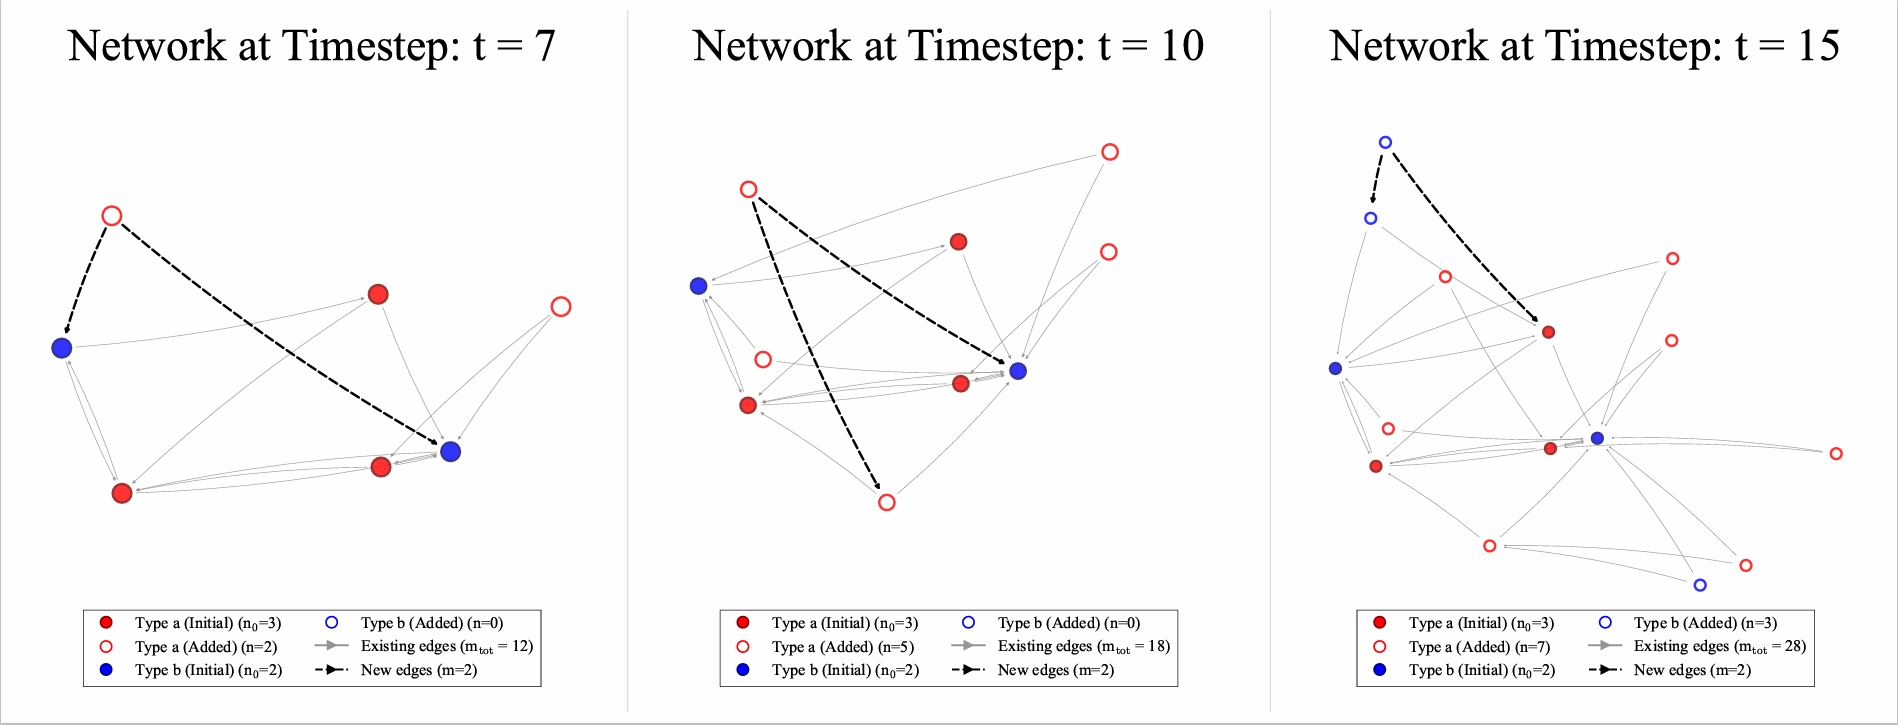 Network at Timestep: t = 7
Type a (Initial) (n₀=3)
Type a (Added) (n=2)
Type b (Initial) (n₀=2)
Type b (Added) (n=0)
Existing edges (mₜₒₜ = 12)
New edges (m=2)
Network at Timestep: t = 10
Type a (Initial) (n₀=3)
Type a (Added) (n=5)
Type b (Initial) (n₀=2)
Type b (Added) (n=0)
Existing edges (mₜₒₜ = 18)
New edges (m=2)
Network at Timestep: t = 15
Type a (Initial) (n₀=3)
Type a (Added) (n=7)
Type b (Initial) (n₀=2)
Type b (Added) (n=3)
Existing edges (mₜₒₜ = 28)
New edges (m=2)